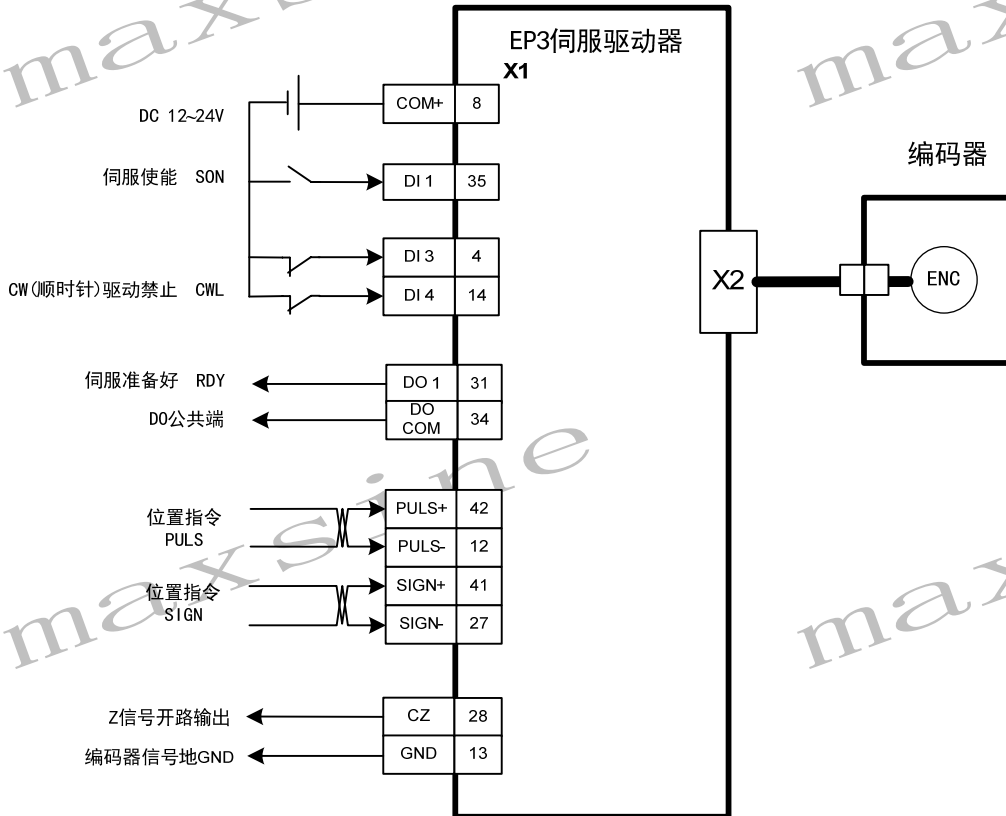 EP3伺服驱动器
X1
DC 12~24V
COM+ 8
伺服使能 SON
DI 1 35
DI 3 4
CW(顺时针)驱动禁止 CWL
DI 4 14
伺服准备好 RDY
DO 1 31
DO公共端
DO
COM
34
位置指令
PULS
PULS+ 42
PULS- 12
位置指令
SIGN
SIGN+ 41
SIGN- 27
Z信号开路输出
CZ 28
编码器信号地GND
GND 13
X2
编码器
ENC
maxsine
max
max
max